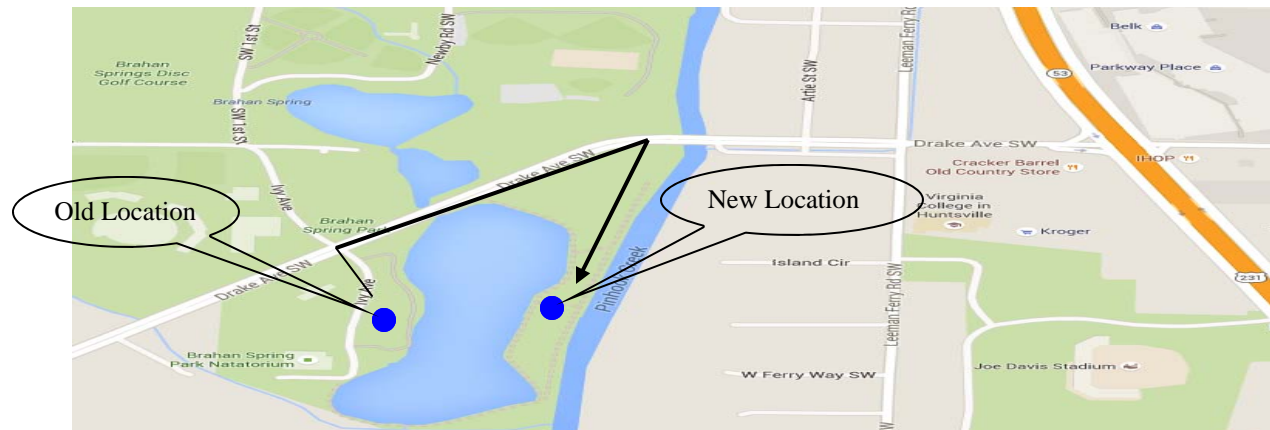 SW 1st St
Newby Rd SW
Leeman Ferry Rd
Belk
Brahan
Springs Disc
Golf Course
53
Parkway Place
Artie St SW
Brahan Spring
SW 1st St
Drake Ave SW
Drake Ave SW
IHOP
Cracker Barrel
Old Country Store
Ivy Ave
Old Location
New Location
Virginia
College in
Huntsville
Brahan
Spring Park
Kroger
Drake Ave SW
Pinhook Creek
Island Cir
231
Ivy Ave
Leeman Ferry Rd SW
Brahan Spring
Park Natatorium
W Ferry Way SW
Joe Davis Stadium
SW